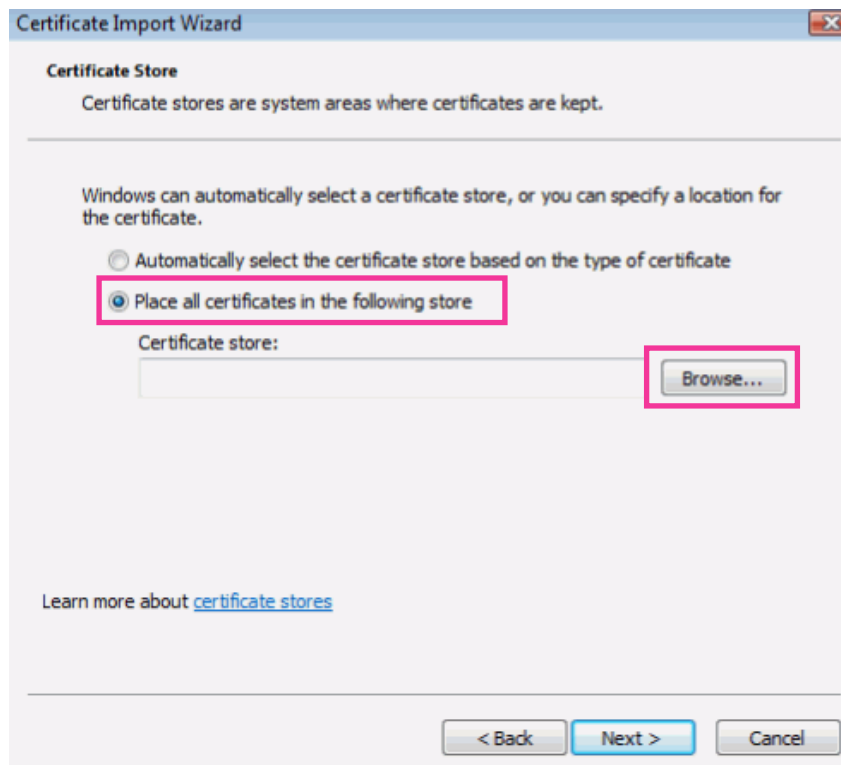 Certificate Import Wizard
Certificate Store
Certificate stores are system areas where certificates are kept.
Windows can automatically select a certificate store, or you can specify a location for
the certificate.
Automatically select the certificate store based on the type of certificate
Place all certificates in the following store
Certificate store:
Browse...
Learn more about certificate stores
< Back Next > Cancel